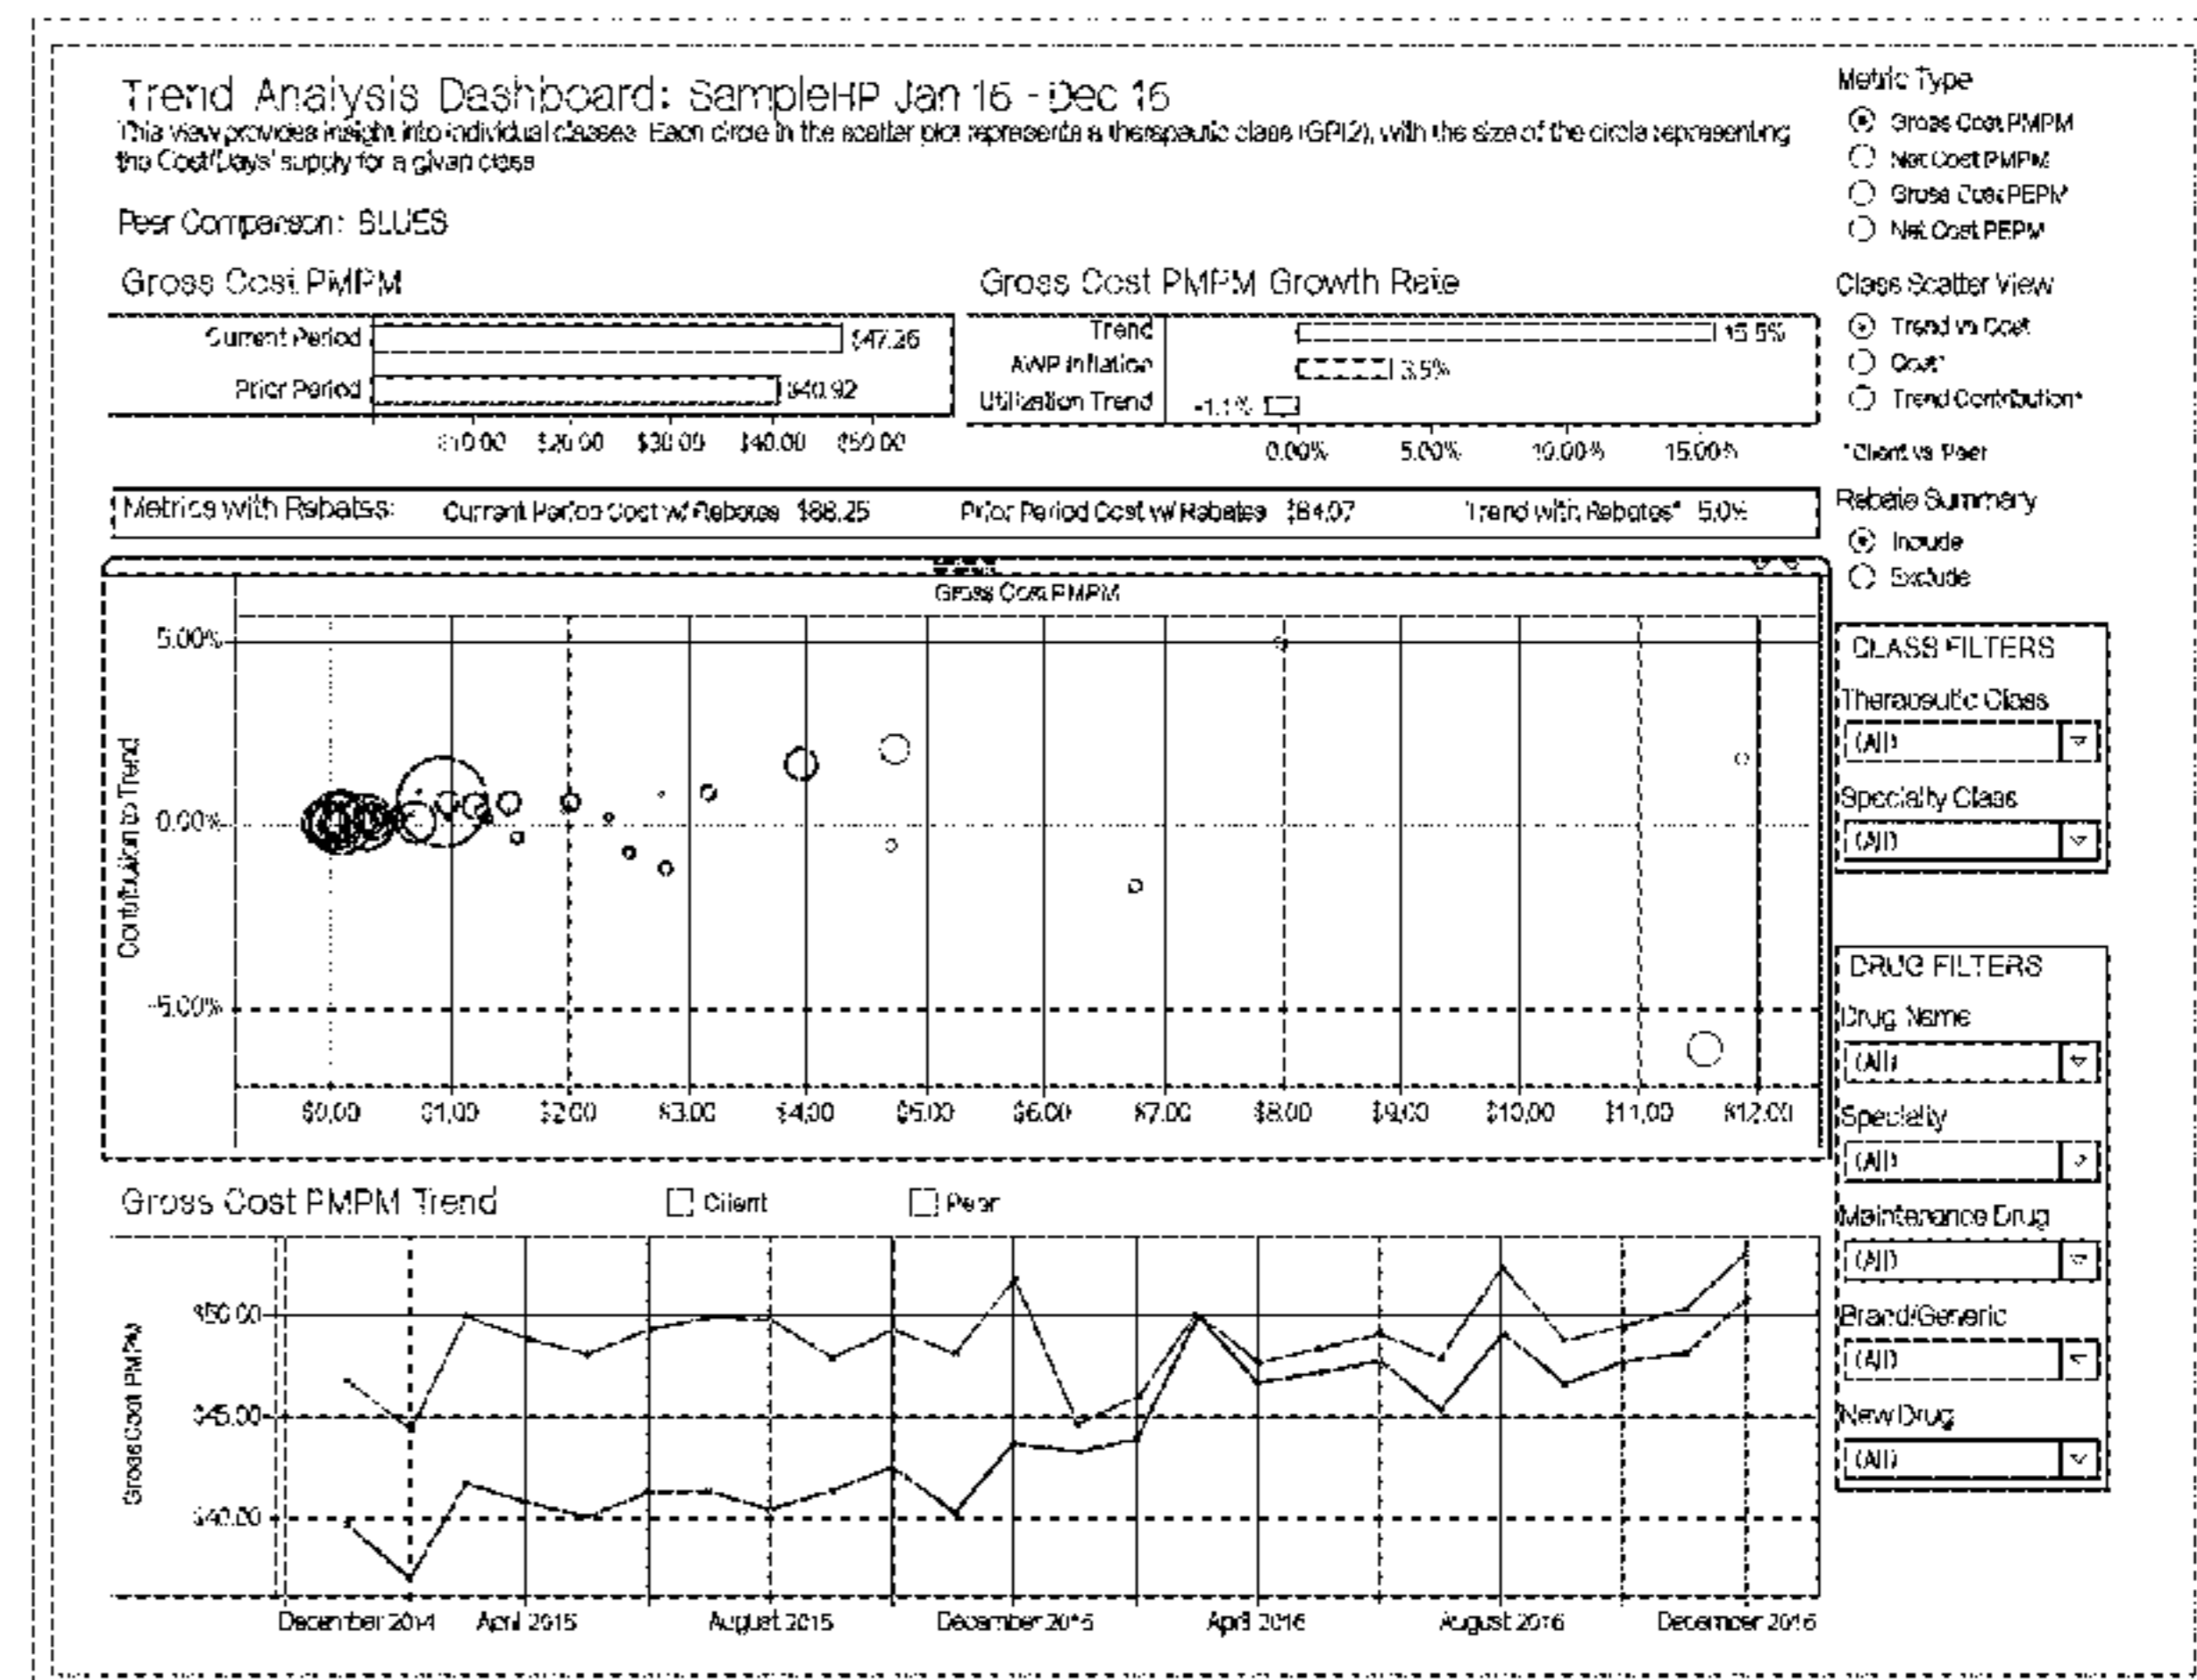 Trend Analysis Dashboard: SampleHP Jan 16 - Dec 16
This view provides insight into individual classes. Each circle in the scatter plot represents a therapeutic class (GPI2), with the size of the circle representing
the Cost/Days' supply for a given class
Peer Comparison: BLUES
Gross Cost PMPM
Current Period $47.26
Prior Period $40.92
$10.00 $20.00 $30.00 $40.00 $50.00
Gross Cost PMPM Growth Rate
Trend 15.5%
AWP Inflation 3.5%
Utilization Trend -1.1%
0.00% 5.00% 10.00% 15.00%
Metrics with Rebates: Current Period Cost w/ Rebates $88.25 Prior Period Cost w/ Rebates $84.07 Trend with Rebates* 5.0%
Gross Cost PMPM
Contribution to Trend
5.00%
0.00%
-5.00%
$0.00 $1.00 $2.00 $3.00 $4.00 $5.00 $6.00 $7.00 $8.00 $9.00 $10.00 $11.00 $12.00
Gross Cost PMPM Trend Client Peer
Gross Cost PMPM
$50.00
$45.00
$40.00
December 2014 April 2015 August 2015 December 2015 April 2016 August 2016 December 2016
Metric Type
Gross Cost PMPM
Net Cost PMPM
Gross Cost PEPM
Net Cost PEPM
Class Scatter View
Trend vs Cost
Cost*
Trend Contribution*
*Client vs Peer
Rebate Summary
Include
Exclude
CLASS FILTERS
Therapeutic Class
(All)
Specialty Class
(All)
DRUG FILTERS
Drug Name
(All)
Specialty
(All)
Maintenance Drug
(All)
Brand/Generic
(All)
New Drug
(All)